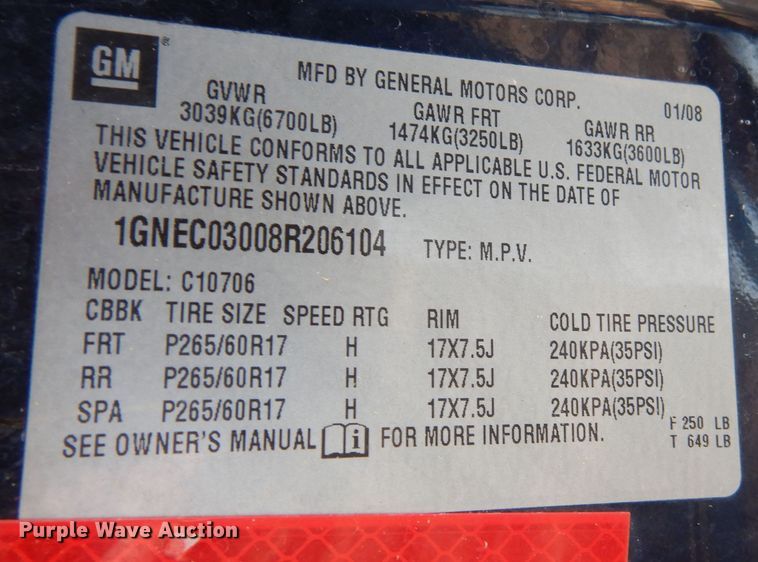 GM
MFD BY GENERAL MOTORS CORP. 01/08
GVWR GAWR FRT GAWR RR
3039KG(6700LB) 1474KG(3250LB) 1633KG(3600LB)
THIS VEHICLE CONFORMS TO ALL APPLICABLE U.S. FEDERAL MOTOR
VEHICLE SAFETY STANDARDS IN EFFECT ON THE DATE OF
MANUFACTURE SHOWN ABOVE.
1GNEC03008R206104 TYPE: M.P.V.
MODEL: C10706
CBBK TIRE SIZE SPEED RTG RIM COLD TIRE PRESSURE
FRT P265/60R17 H 17X7.5J 240KPA(35PSI)
RR P265/60R17 H 17X7.5J 240KPA(35PSI)
SPA P265/60R17 H 17X7.5J 240KPA(35PSI)
F 250 LB
SEE OWNER'S MANUAL i FOR MORE INFORMATION. T 649 LB
Purple Wave Auction